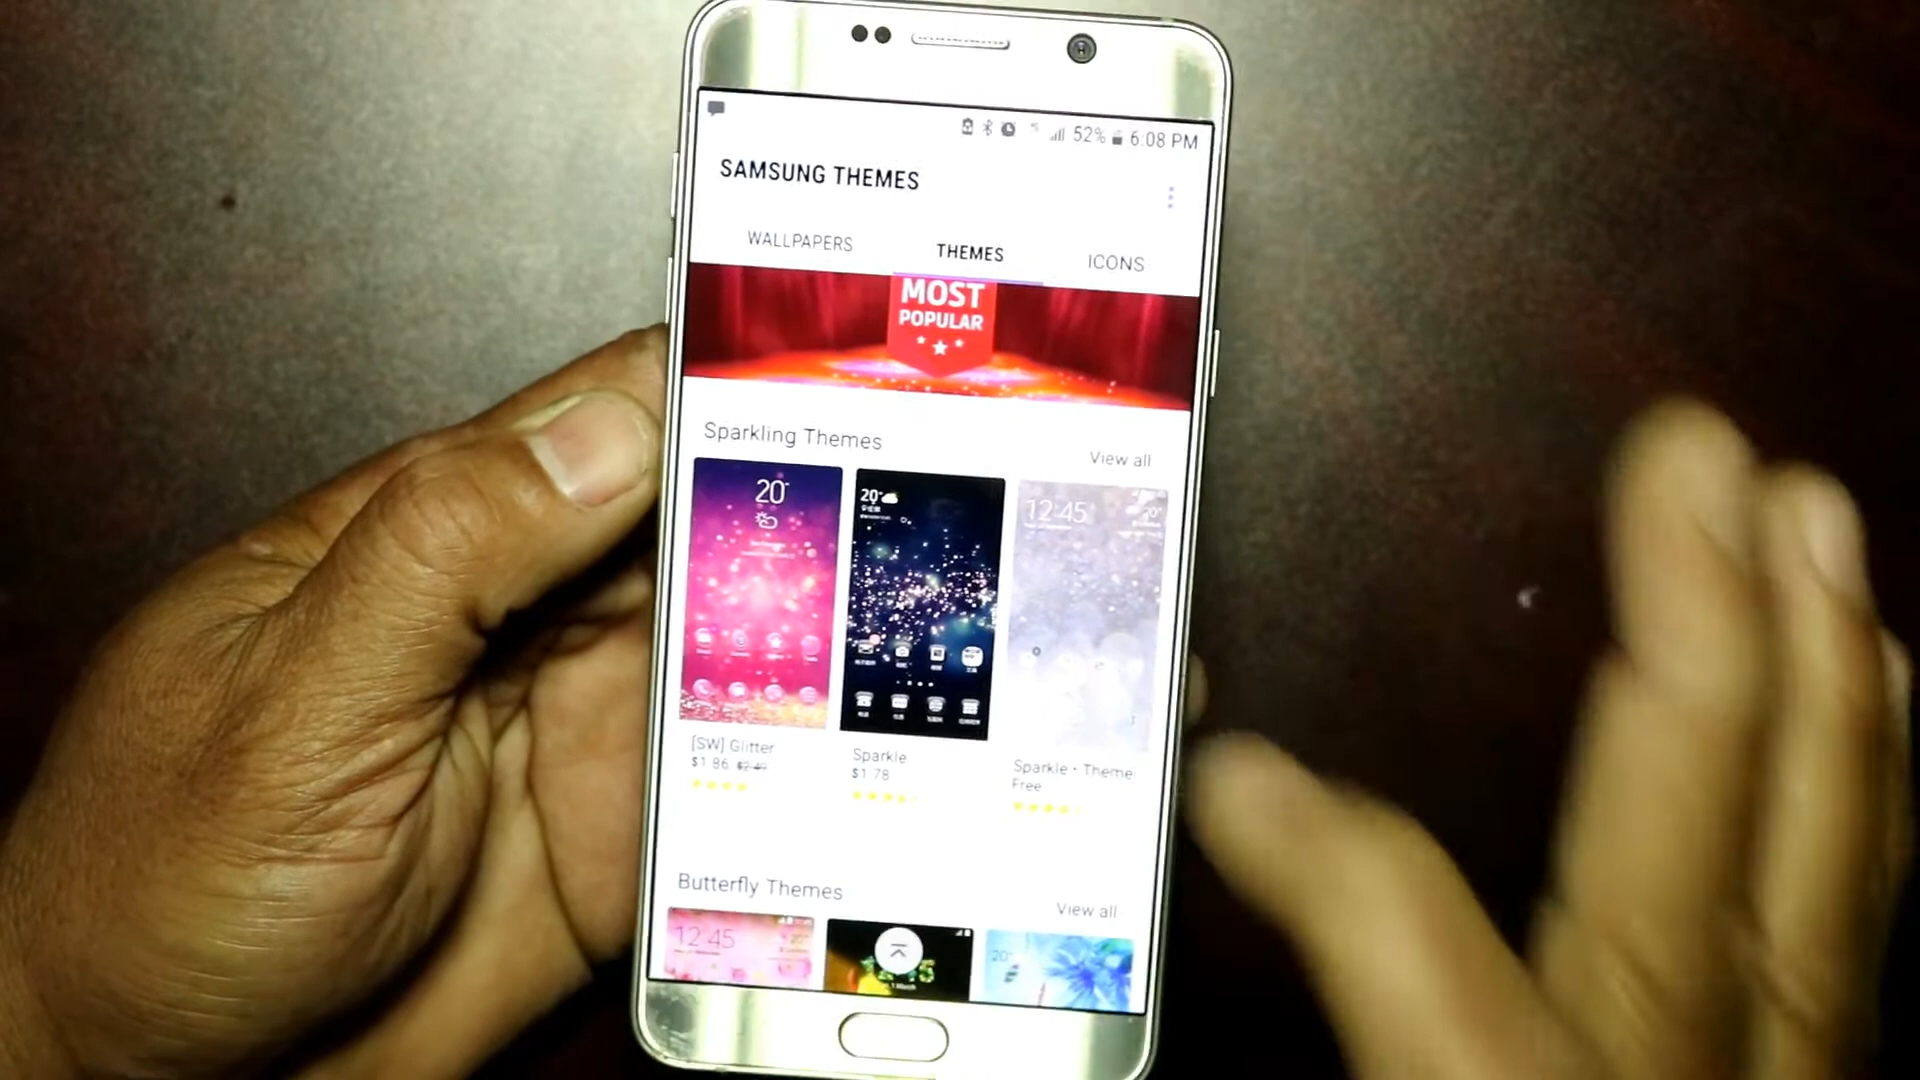 52% 6:08 PM
SAMSUNG THEMES
WALLPAPERS THEMES ICONS
MOST
POPULAR
Sparkling Themes
View all
20°
20°
12:45
20°
[SW] Glitter
$1.86 $2.49
Sparkle
$1.78
Sparkle • Theme
Free
Butterfly Themes
View all
12:45
20°